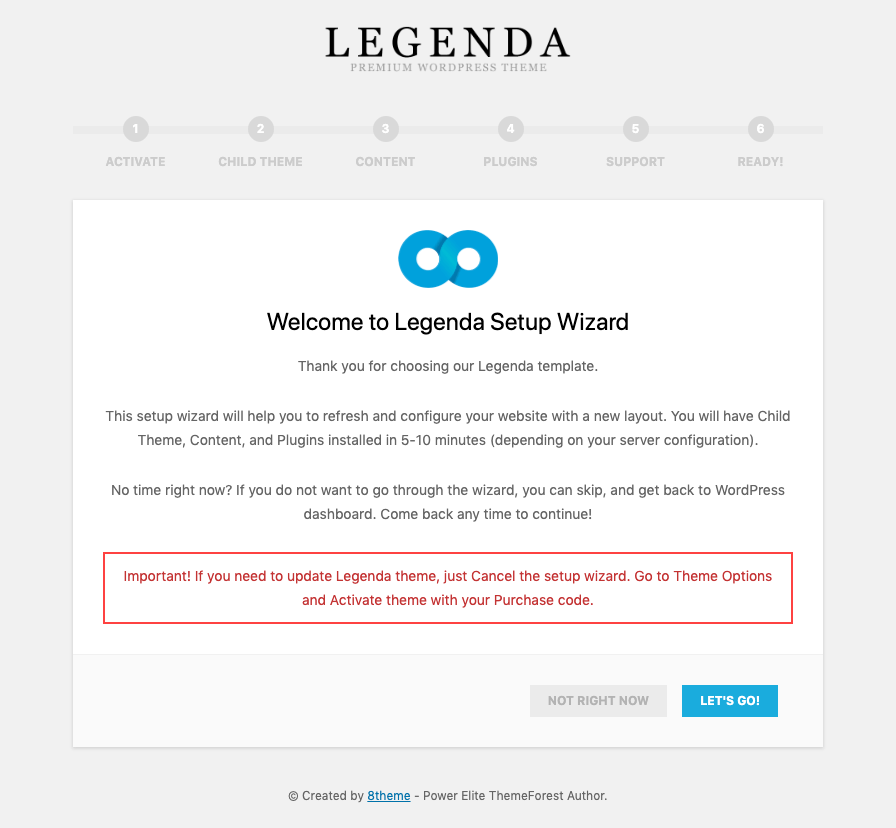 LEGENDA
PREMIUM WORDPRESS THEME
1 2 3 4 5 6
ACTIVATE CHILD THEME CONTENT PLUGINS SUPPORT READY!
Welcome to Legenda Setup Wizard
Thank you for choosing our Legenda template.
This setup wizard will help you to refresh and configure your website with a new layout. You will have Child
Theme, Content, and Plugins installed in 5-10 minutes (depending on your server configuration).
No time right now? If you do not want to go through the wizard, you can skip, and get back to WordPress
dashboard. Come back any time to continue!
Important! If you need to update Legenda theme, just Cancel the setup wizard. Go to Theme Options
and Activate theme with your Purchase code.
NOT RIGHT NOW LET'S GO!
© Created by 8theme - Power Elite ThemeForest Author.